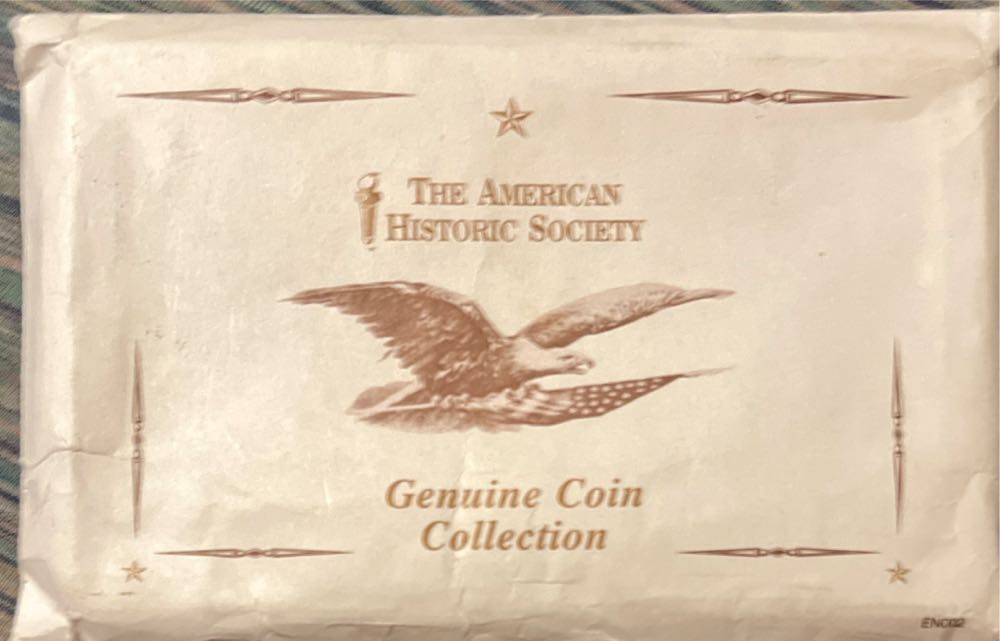 THE AMERICAN
HISTORIC SOCIETY
Genuine Coin
Collection
ENC02